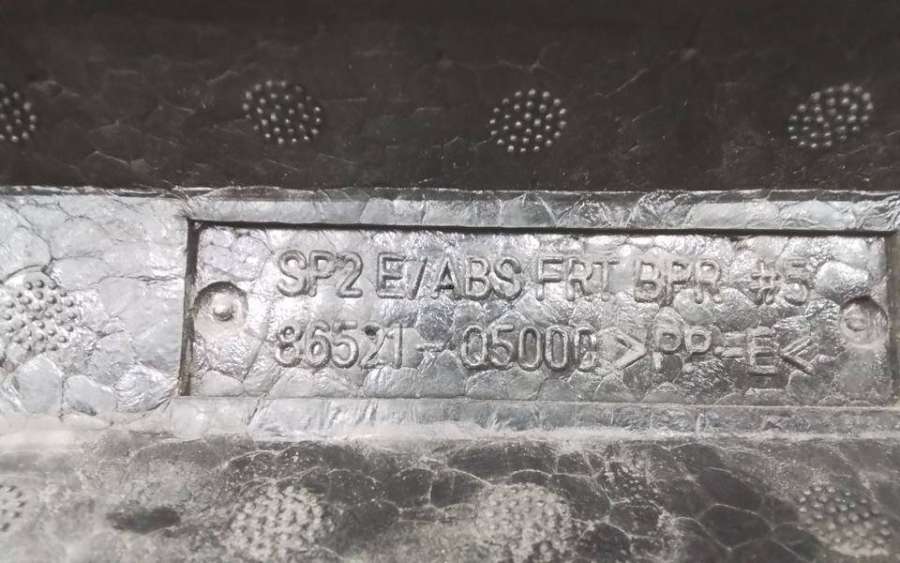 SP2 E/ABS FRT BPR #5
86521-Q5000 >PP-E<